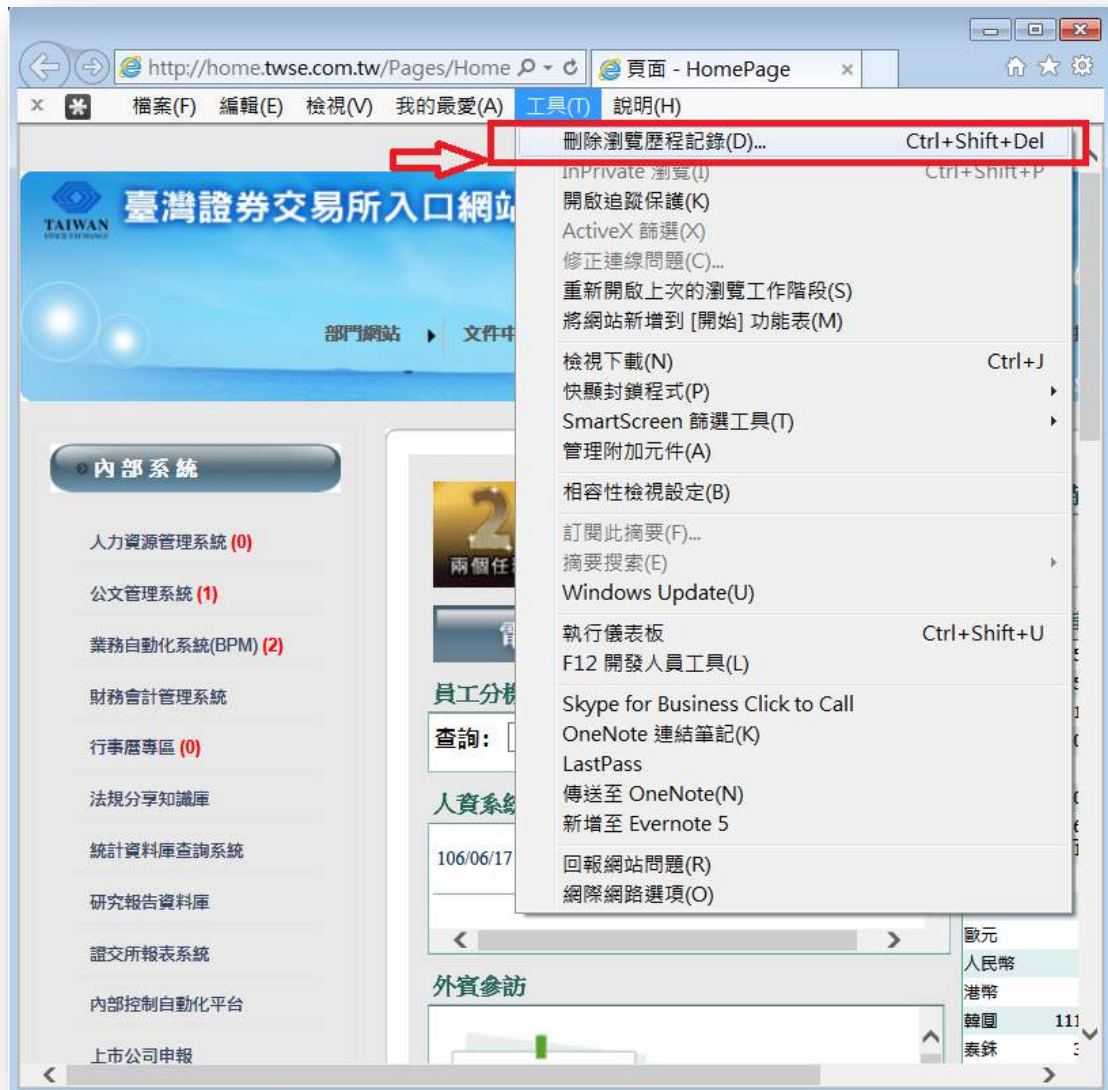 http://home.twse.com.tw/Pages/Home
頁面 - HomePage
檔案(F) 編輯(E) 檢視(V) 我的最愛(A) 工具(T) 說明(H)
刪除瀏覽歷程記錄(D)... Ctrl+Shift+Del
InPrivate 瀏覽(I) Ctrl+Shift+P
開啟追蹤保護(K)
ActiveX 篩選(X)
修正連線問題(C)...
重新開啟上次的瀏覽工作階段(S)
將網站新增到 [開始] 功能表(M)
檢視下載(N) Ctrl+J
快顯封鎖程式(P)
SmartScreen 篩選工具(T)
管理附加元件(A)
相容性檢視設定(B)
訂閱此摘要(F)...
摘要搜索(E)
Windows Update(U)
執行儀表板 Ctrl+Shift+U
F12 開發人員工具(L)
Skype for Business Click to Call
OneNote 連結筆記(K)
LastPass
傳送至 OneNote(N)
新增至 Evernote 5
回報網站問題(R)
網際網路選項(O)
TAIWAN
STOCK EXCHANGE
臺灣證券交易所入口網站
部門網站 文件中
內部系統
人力資源管理系統 (0)
公文管理系統 (1)
業務自動化系統(BPM) (2)
財務會計管理系統
行事曆專區 (0)
法規分享知識庫
統計資料庫查詢系統
研究報告資料庫
證交所報表系統
內部控制自動化平台
上市公司申報
2
兩個任
員工分機
查詢:
人資系統
106/06/17
外賓參訪
歐元
人民幣
港幣
韓圓 111
泰銖